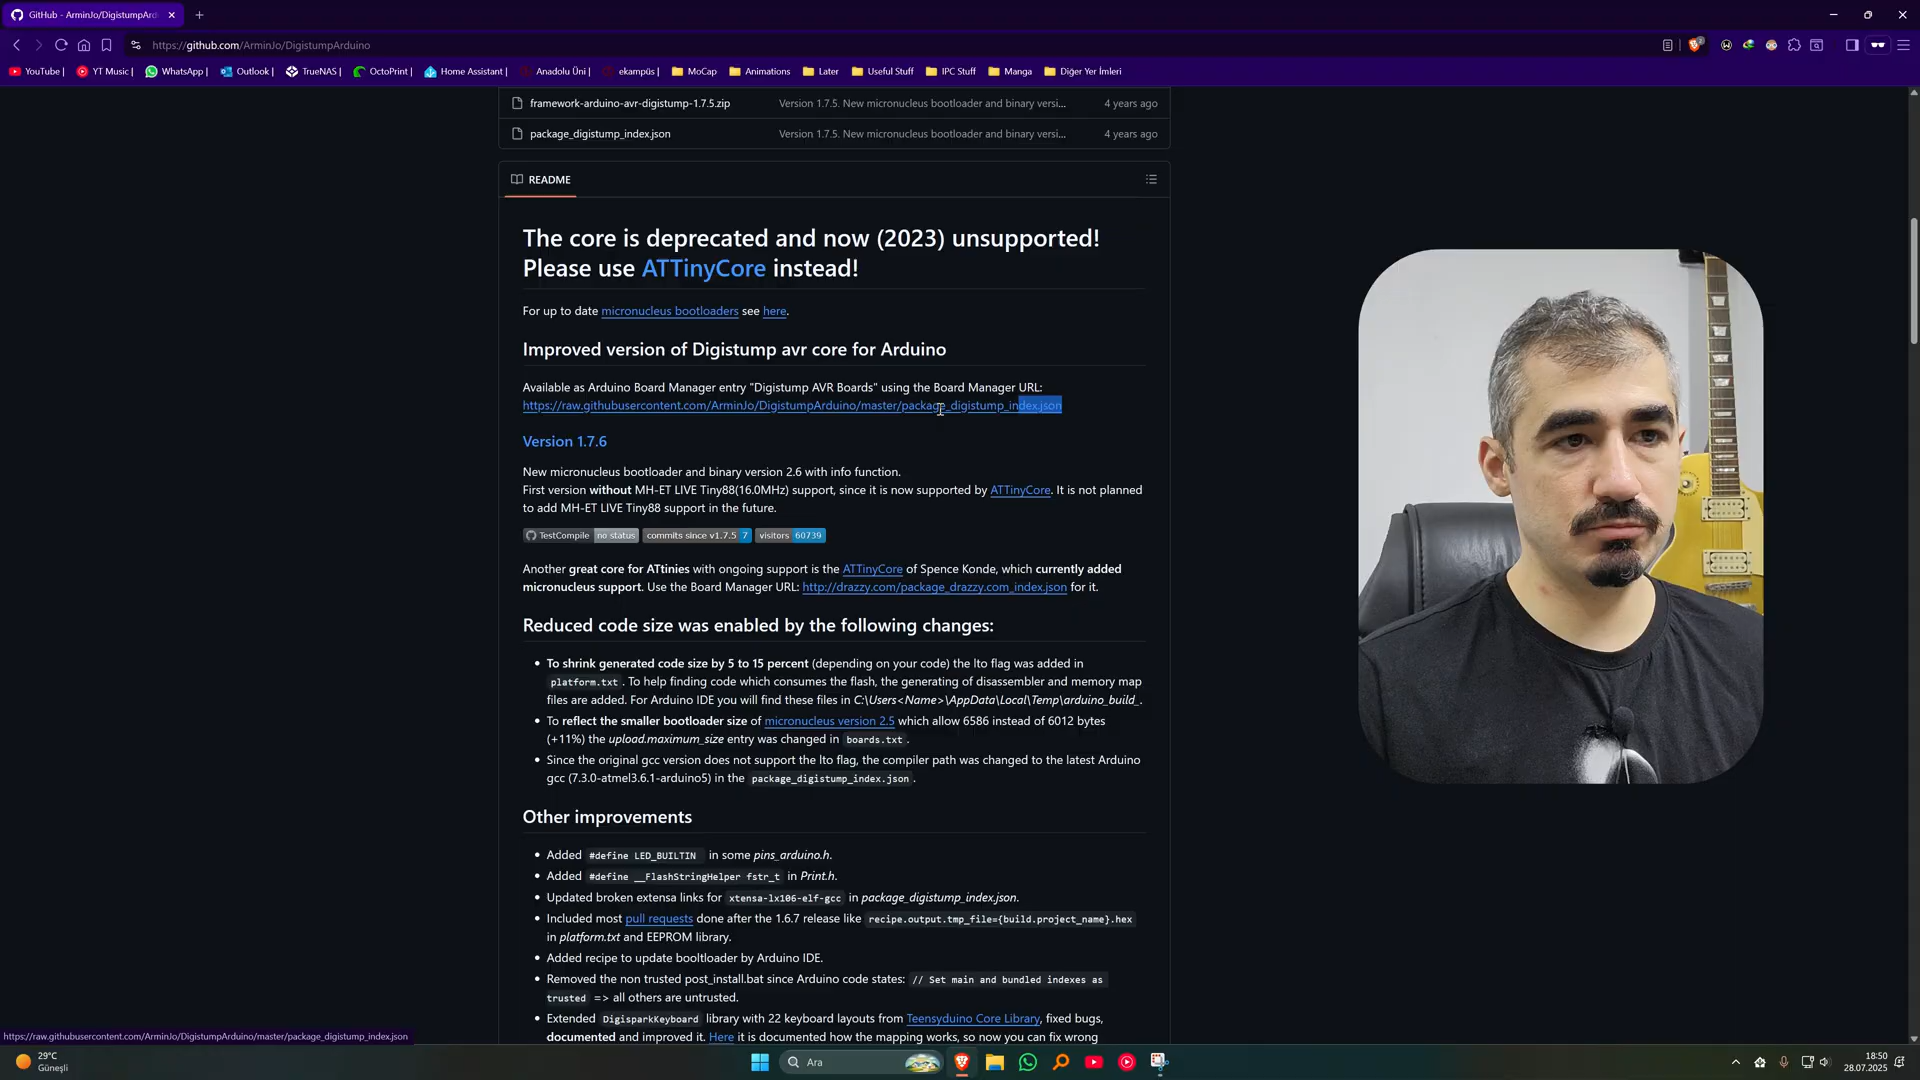 GitHub - ArminJo/DigistumpArd
https://github.com/ArminJo/DigistumpArduino
YouTube |
YT Music |
WhatsApp |
Outlook |
TrueNAS |
OctoPrint |
Home Assistant |
Anadolu Üni |
ekampüs |
MoCap
Animations
Later
Useful Stuff
IPC Stuff
Manga
Diğer Yer İmleri
framework-arduino-avr-digistump-1.7.5.zip Version 1.7.5. New micronucleus bootloader and binary versi... 4 years ago
package_digistump_index.json Version 1.7.5. New micronucleus bootloader and binary versi... 4 years ago
README
The core is deprecated and now (2023) unsupported!
Please use ATTinyCore instead!
For up to date micronucleus bootloaders see here.
Improved version of Digistump avr core for Arduino
Available as Arduino Board Manager entry "Digistump AVR Boards" using the Board Manager URL:
https://raw.githubusercontent.com/ArminJo/DigistumpArduino/master/package_digistump_index.json
Version 1.7.6
New micronucleus bootloader and binary version 2.6 with info function.
First version without MH-ET LIVE Tiny88(16.0MHz) support, since it is now supported by ATTinyCore. It is not planned
to add MH-ET LIVE Tiny88 support in the future.
TestCompile no status commits since v1.7.5 7 visitors 60739
Another great core for ATtinies with ongoing support is the ATTinyCore of Spence Konde, which currently added
micronucleus support. Use the Board Manager URL: http://drazzy.com/package_drazzy.com_index.json for it.
Reduced code size was enabled by the following changes:
• To shrink generated code size by 5 to 15 percent (depending on your code) the lto flag was added in
platform.txt . To help finding code which consumes the flash, the generating of disassembler and memory map
files are added. For Arduino IDE you will find these files in C:\Users<Name>\AppData\Local\Temp\arduino_build_.
• To reflect the smaller bootloader size of micronucleus version 2.5 which allow 6586 instead of 6012 bytes
(+11%) the upload.maximum_size entry was changed in boards.txt .
• Since the original gcc version does not support the lto flag, the compiler path was changed to the latest Arduino
gcc (7.3.0-atmel3.6.1-arduino5) in the package_digistump_index.json .
Other improvements
• Added #define LED_BUILTIN in some pins_arduino.h.
• Added #define __FlashStringHelper fstr_t in Print.h.
• Updated broken extensa links for xtensa-lx106-elf-gcc in package_digistump_index.json.
• Included most pull requests done after the 1.6.7 release like recipe.output.tmp_file={build.project_name}.hex
in platform.txt and EEPROM library.
• Added recipe to update booltloader by Arduino IDE.
• Removed the non trusted post_install.bat since Arduino code states: // Set main and bundled indexes as
trusted => all others are untrusted.
• Extended DigisparkKeyboard library with 22 keyboard layouts from Teensyduino Core Library, fixed bugs,
documented and improved it. Here it is documented how the mapping works, so now you can fix wrong
https://raw.githubusercontent.com/ArminJo/DigistumpArduino/master/package_digistump_index.json
29°C
Güneşli
Ara
18:50
28.07.2025